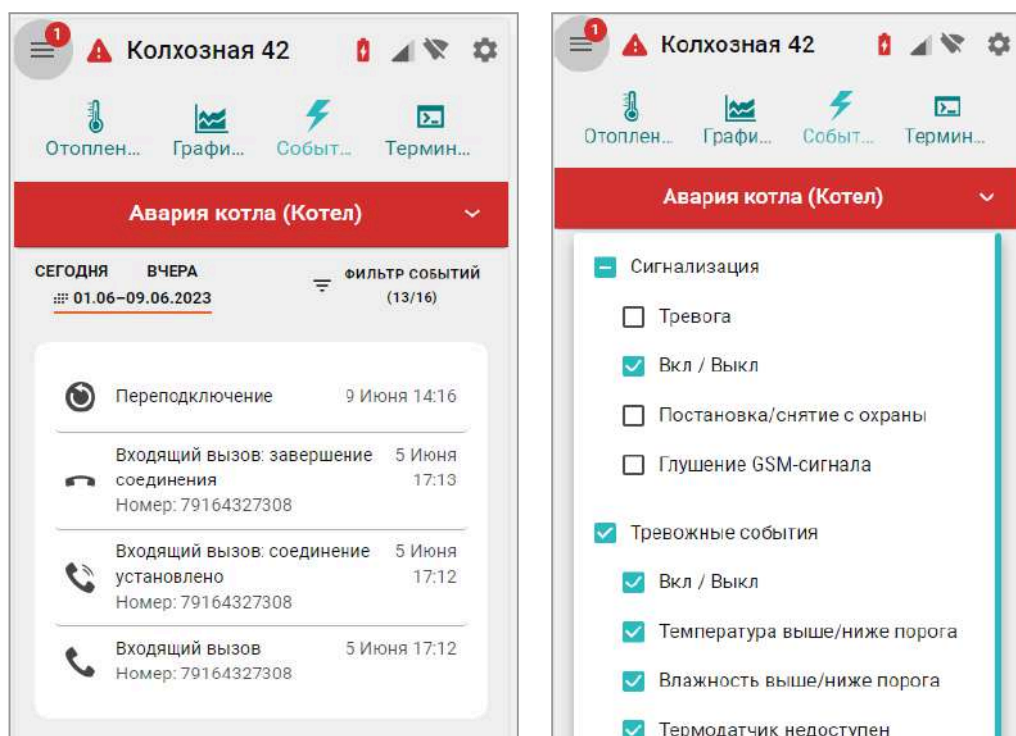 1
Колхозная 42
Отоплен...
Графи...
Событ...
Термин...
Авария котла (Котел)
СЕГОДНЯ
ВЧЕРА
01.06–09.06.2023
ФИЛЬТР СОБЫТИЙ
(13/16)
Переподключение
9 Июня 14:16
Входящий вызов: завершение
соединения
Номер: 79164327308
5 Июня
17:13
Входящий вызов: соединение
установлено
Номер: 79164327308
5 Июня
17:12
Входящий вызов
Номер: 79164327308
5 Июня 17:12
1
Колхозная 42
Отоплен...
Графи...
Событ...
Термин...
Авария котла (Котел)
Сигнализация
Тревога
Вкл / Выкл
Постановка/снятие с охраны
Глушение GSM-сигнала
Тревожные события
Вкл / Выкл
Температура выше/ниже порога
Влажность выше/ниже порога
Термодатчик недоступен